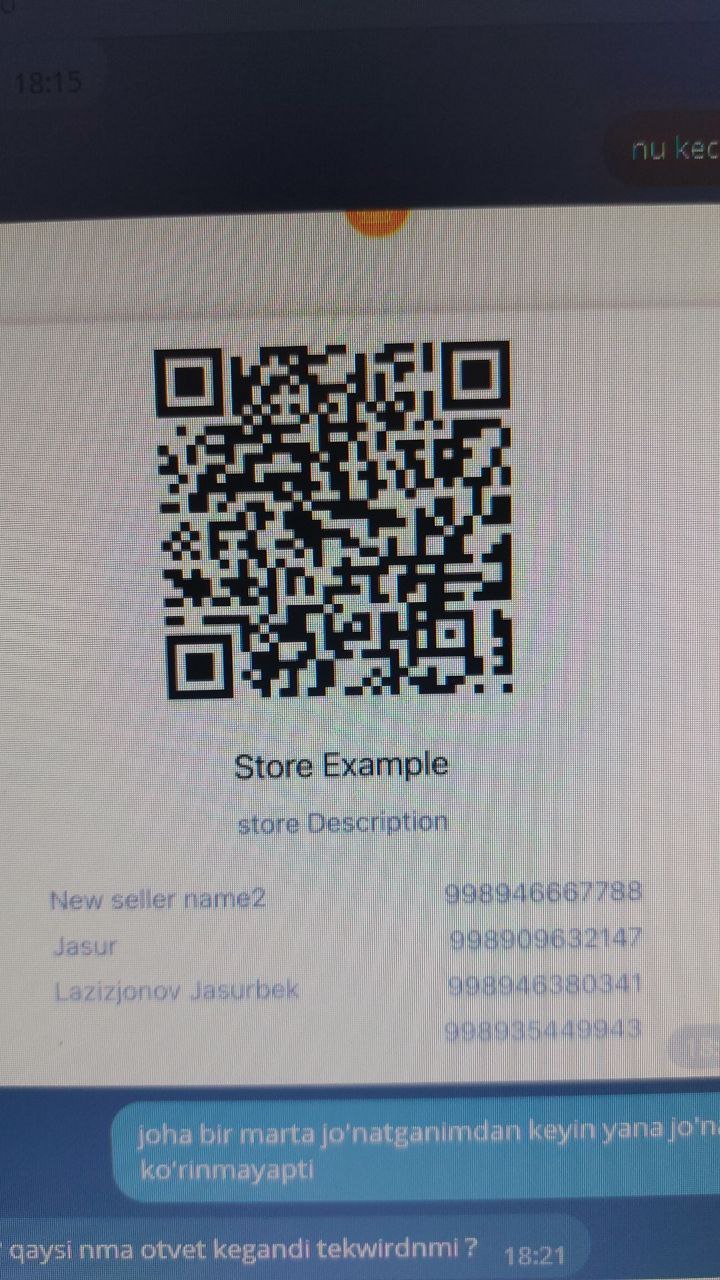 18:15
nu kec
Store Example
store Description
New seller name2 998946667788
Jasur 998909632147
Lazizjonov Jasurbek 998946380341
998935449943
joha bir marta jo'natganimdan keyin yana jo'na
ko'rinmayapti
qaysi nma otvet kegandi tekwirdnmi ? 18:21